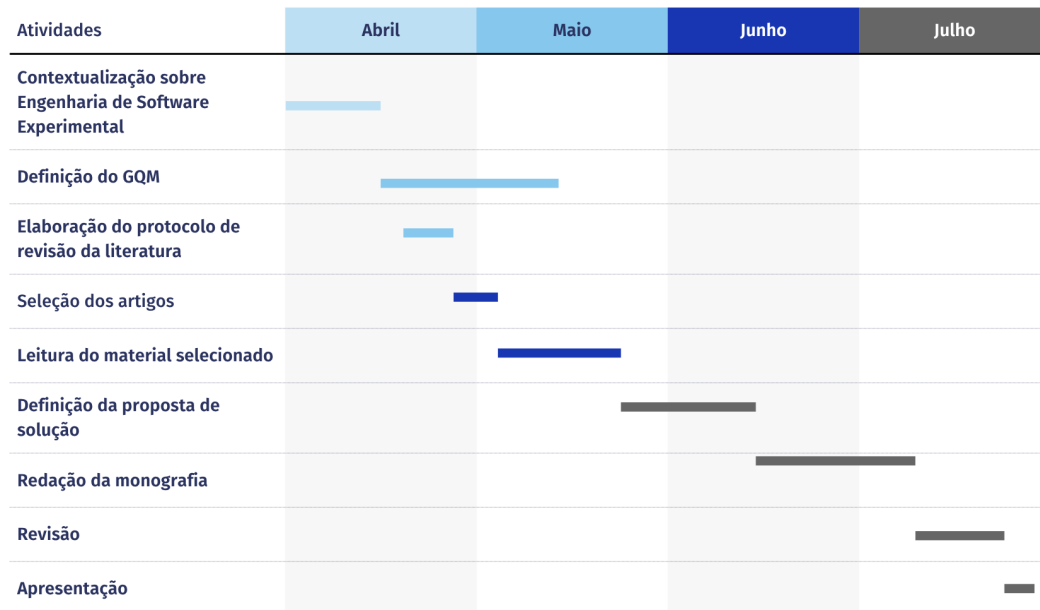 Atividades
Abril
Maio
Junho
Julho
Contextualização sobre
Engenharia de Software
Experimental
Definição do GQM
Elaboração do protocolo de
revisão da literatura
Seleção dos artigos
Leitura do material selecionado
Definição da proposta de
solução
Redação da monografia
Revisão
Apresentação